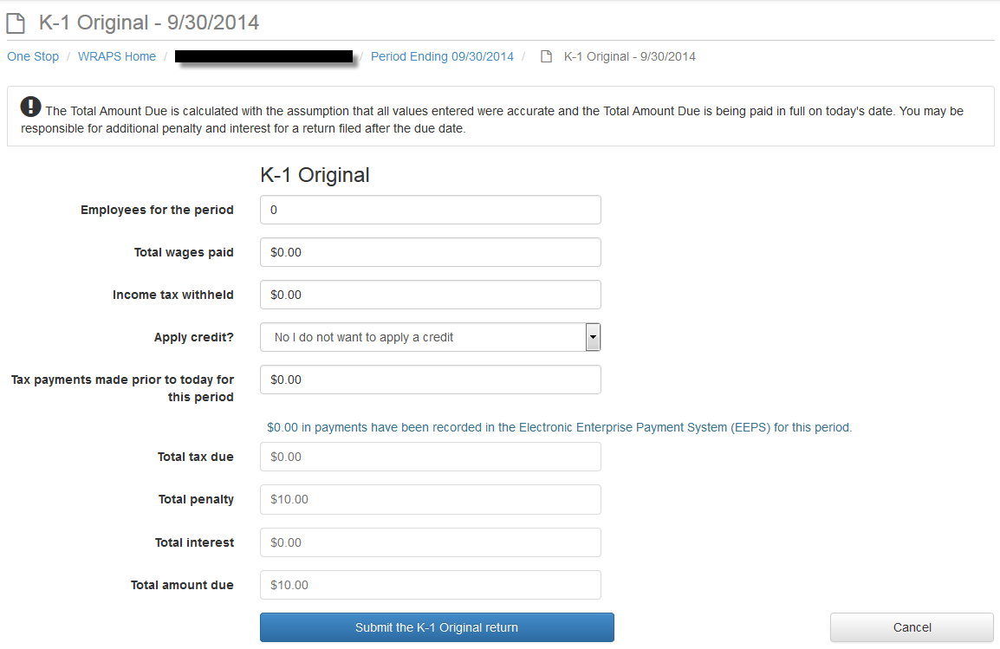 K-1 Original - 9/30/2014
One Stop / WRAPS Home / / Period Ending 09/30/2014 / K-1 Original - 9/30/2014
The Total Amount Due is calculated with the assumption that all values entered were accurate and the Total Amount Due is being paid in full on today's date. You may be
responsible for additional penalty and interest for a return filed after the due date.
K-1 Original
Employees for the period 0
Total wages paid $0.00
Income tax withheld $0.00
Apply credit? No I do not want to apply a credit
Tax payments made prior to today for $0.00
this period
$0.00 in payments have been recorded in the Electronic Enterprise Payment System (EEPS) for this period.
Total tax due $0.00
Total penalty $10.00
Total interest $0.00
Total amount due $10.00
Submit the K-1 Original return Cancel